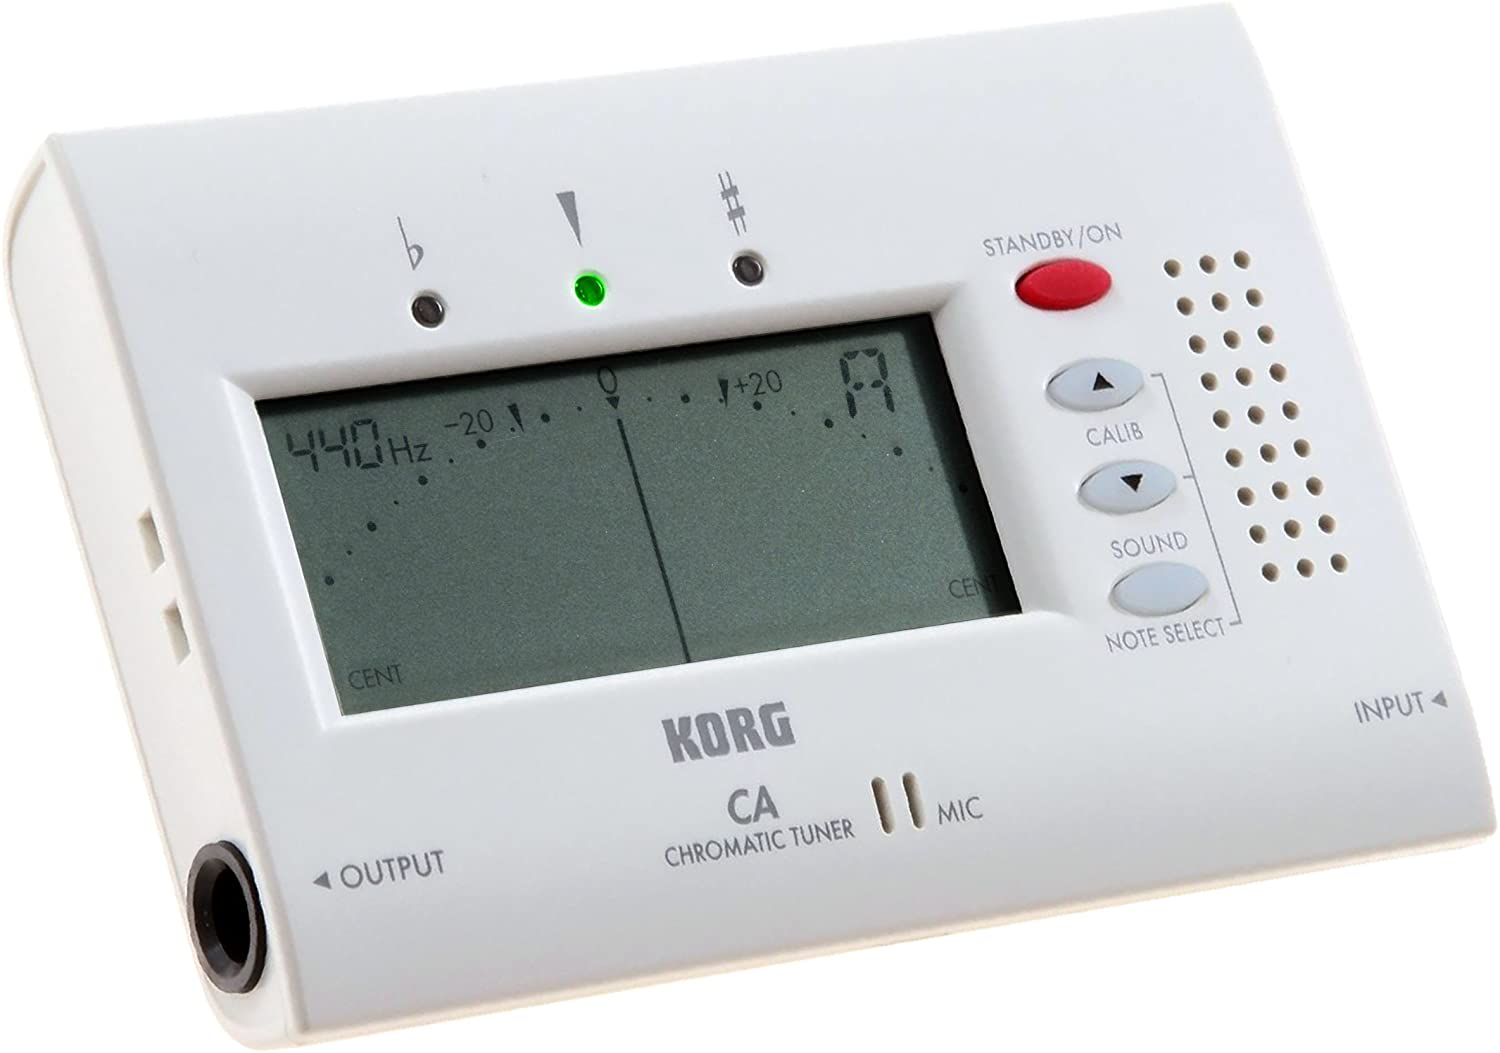 ♭ ♯
STANDBY/ON
-20 0 +20 A
440Hz
CALIB
SOUND
CENT
CENT
NOTE SELECT
KORG
INPUT ◀
CA
CHROMATIC TUNER
MIC
◀ OUTPUT